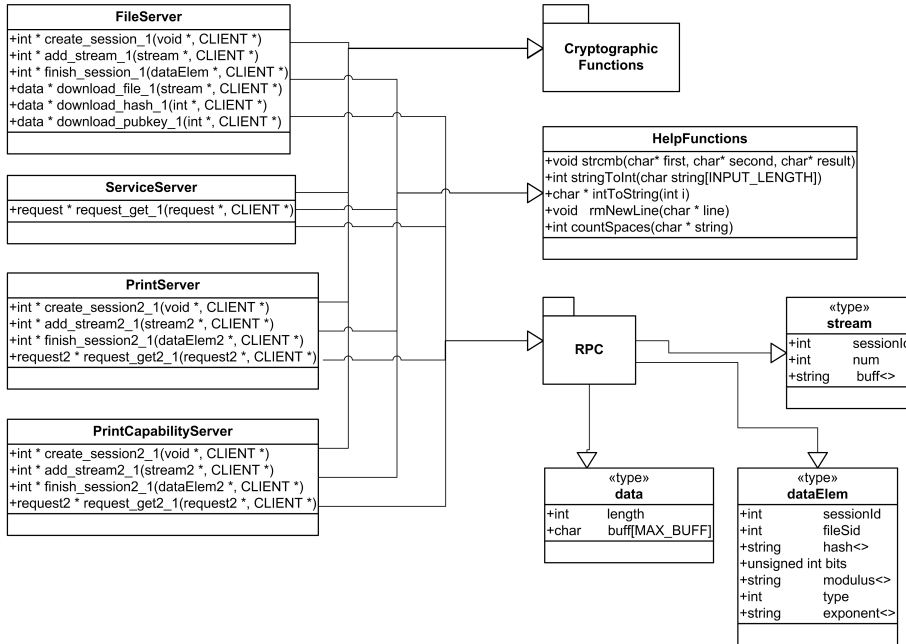 FileServer
+int * create_session_1(void *, CLIENT *)
+int * add_stream_1(stream *, CLIENT *)
+int * finish_session_1(dataElem *, CLIENT *)
+data * download_file_1(stream *, CLIENT *)
+data * download_hash_1(int *, CLIENT *)
+data * download_pubkey_1(int *, CLIENT *)
ServiceServer
+request * request_get_1(request *, CLIENT *)
PrintServer
+int * create_session2_1(void *, CLIENT *)
+int * add_stream2_1(stream2 *, CLIENT *)
+int * finish_session2_1(dataElem2 *, CLIENT *)
+request2 * request_get2_1(request2 *, CLIENT *)
PrintCapabilityServer
+int * create_session2_1(void *, CLIENT *)
+int * add_stream2_1(stream2 *, CLIENT *)
+int * finish_session2_1(dataElem2 *, CLIENT *)
+request2 * request_get2_1(request2 *, CLIENT *)
Cryptographic
Functions
HelpFunctions
+void strcmb(char* first, char* second, char* result)
+int stringToInt(char string[INPUT_LENGTH])
+char * intToString(int i)
+void rmNewLine(char * line)
+int countSpaces(char * string)
RPC
«type»
stream
+int sessionId
+int num
+string buff<>
«type»
data
+int length
+char buff[MAX_BUFF]
«type»
dataElem
+int sessionId
+int fileSid
+string hash<>
+unsigned int bits
+string modulus<>
+int type
+string exponent<>